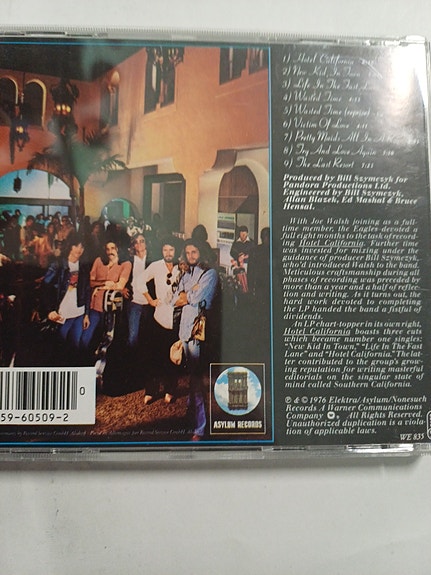 1) Hotel California
2) New Kid In Town
3) Life In The Fast Lane
4) Wasted Time
5) Wasted Time (reprise)
6) Victim Of Love
7) Pretty Maids All In A Row
8) Try And Love Again
9) The Last Resort
Produced by Bill Szymczyk for
Pandora Productions Ltd.
Engineered by Bill Szymczyk,
Allan Blazek, Ed Mashal & Bruce
Hensal.
With Joe Walsh joining as a full-
time member, the Eagles devoted a
full eight months to the task of record-
ing Hotel California. Further time
was invested for mixing under the
guidance of producer Bill Szymczyk,
who'd introduced Walsh to the band.
Meticulous craftsmanship during all
phases of recording was preceded by
more than a year and a half of reflec-
tion and writing. As it turns out, the
hard work devoted to completing
the LP handed the band a fistful of
dividends.
An LP chart-topper in its own right,
Hotel California boasts three cuts
which became number one singles:
"New Kid In Town," "Life In The Fast
Lane" and "Hotel California." The lat-
ter contributed to the group's grow-
ing reputation for writing masterful
editorials on the singular state of
mind called Southern California.
℗ & © 1976 Elektra/Asylum/Nonesuch
Records. A Warner Communications
Company. All Rights Reserved.
Unauthorized duplication is a viola-
tion of applicable laws.
WE 835
0
59-60509-2
ASYLUM RECORDS